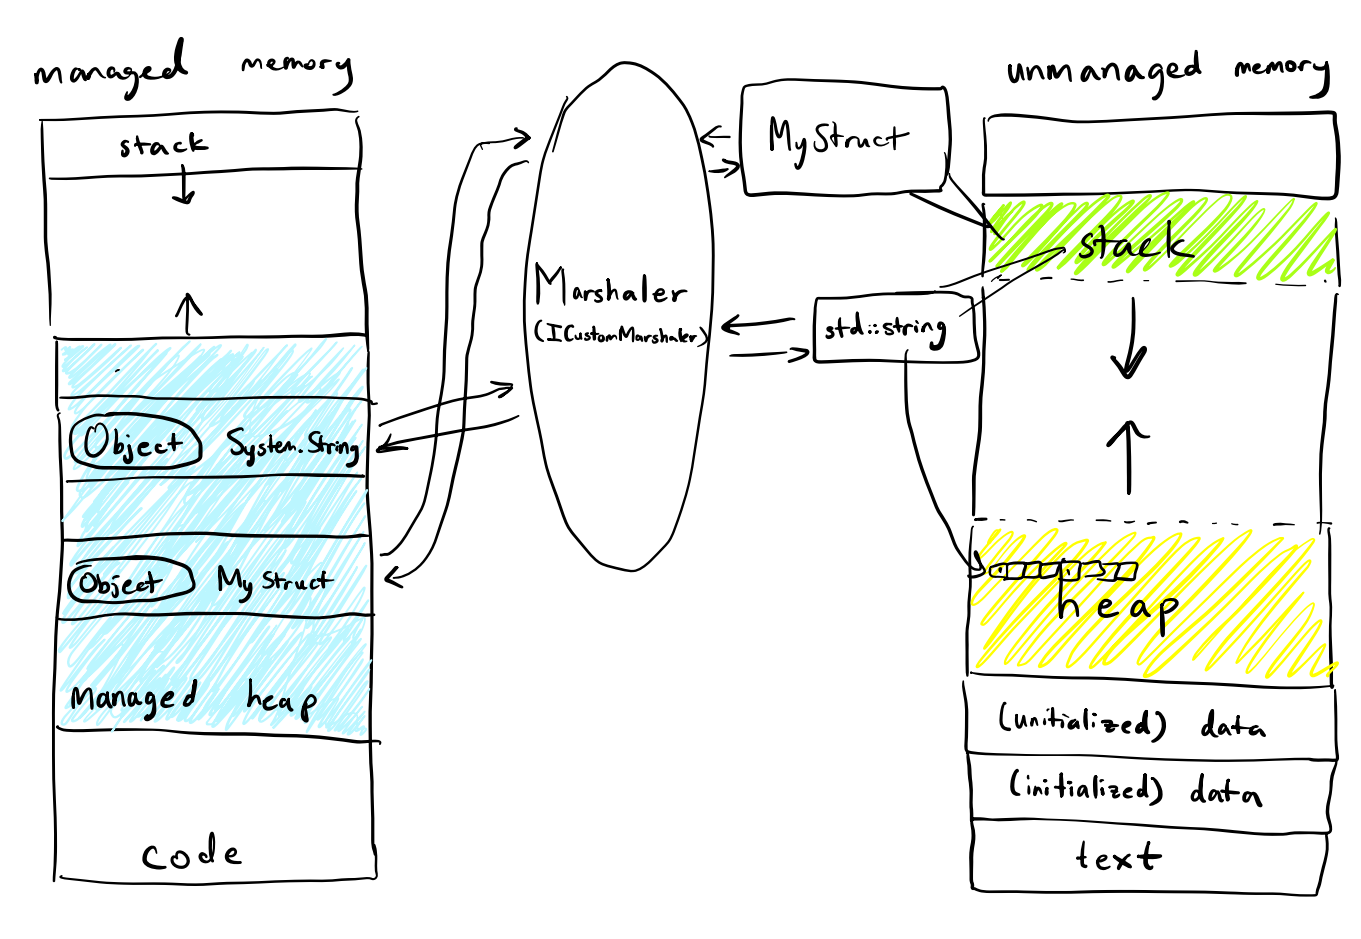 managed memory
stack
Object System.String
Object MyStruct
managed heap
code
Marshaler
(ICustomMarshaler)
MyStruct
std::string
unmanaged memory
stack
heap
(unitialized) data
(initialized) data
text